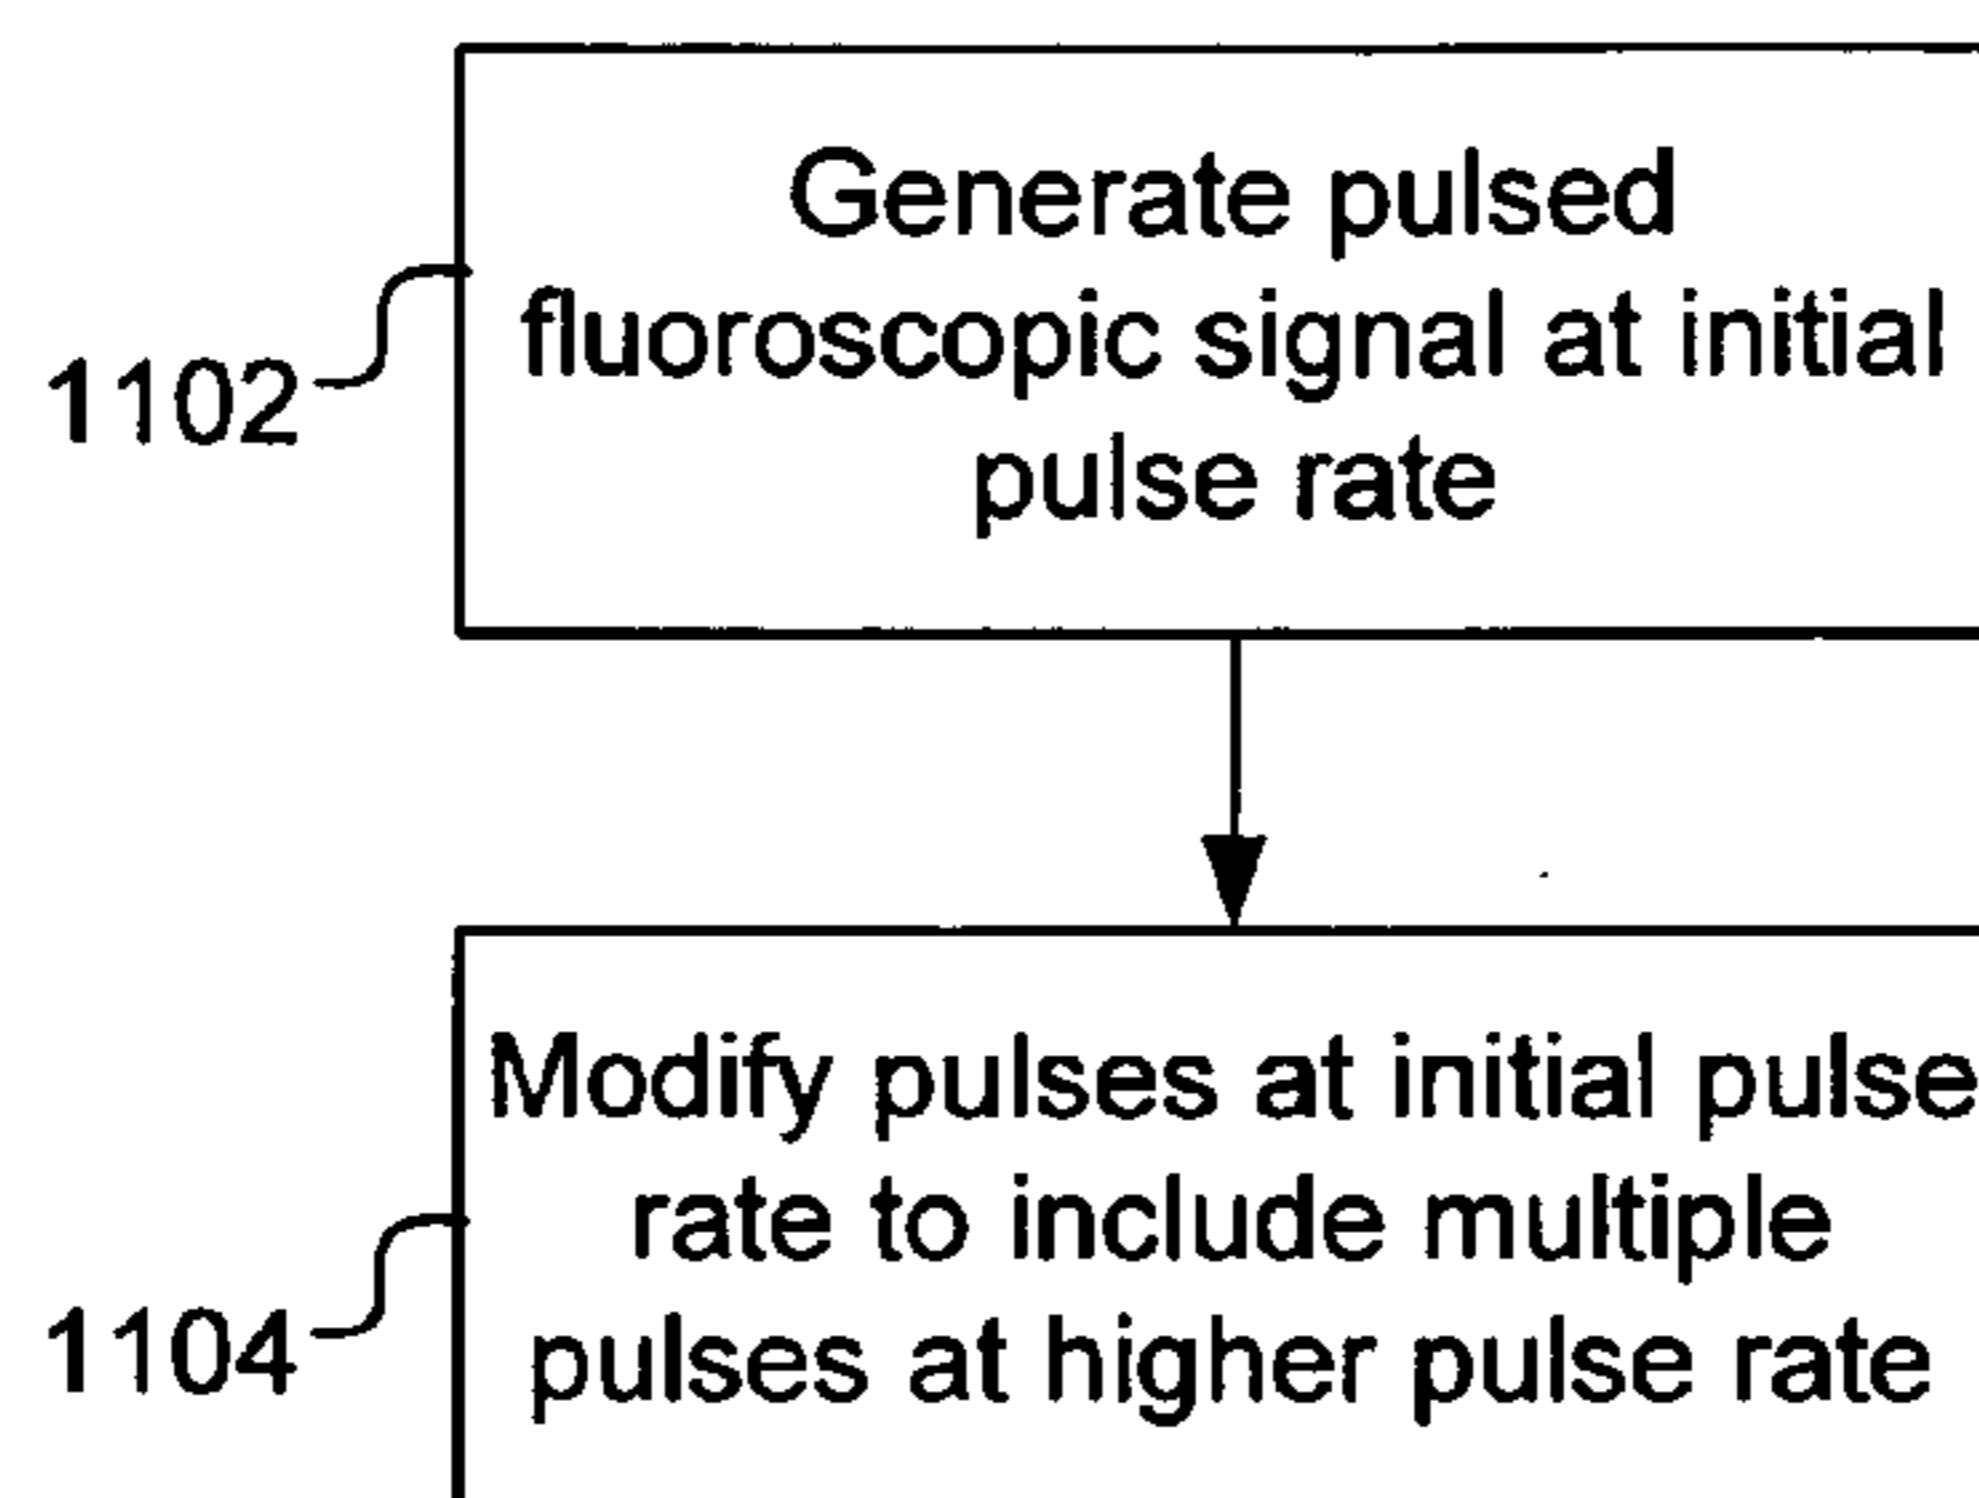 Generate pulsed
fluoroscopic signal at initial
pulse rate
1102
Modify pulses at initial pulse
rate to include multiple
pulses at higher pulse rate
1104